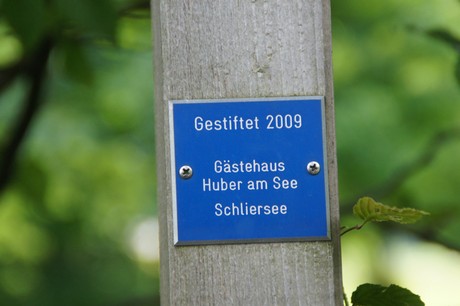 Gestiftet 2009
Gästehaus
Huber am See
Schliersee